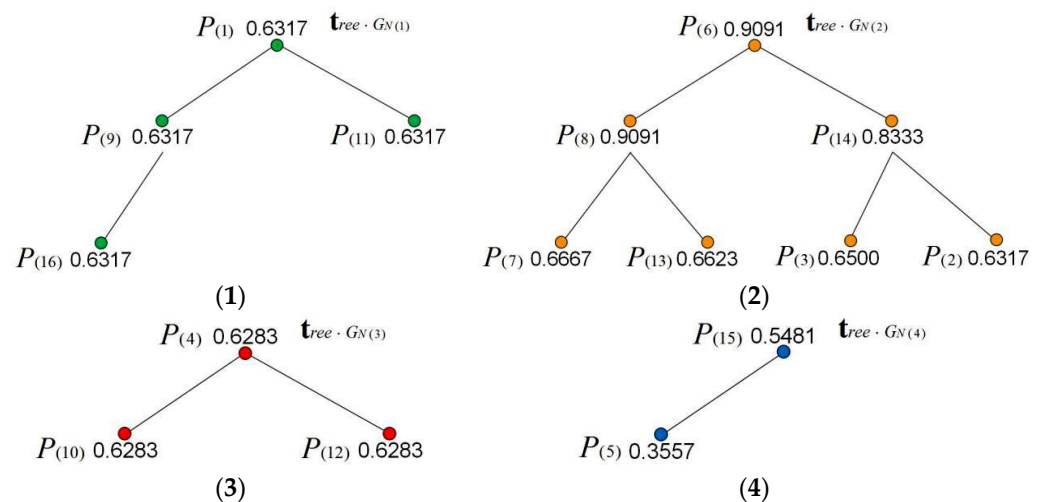 P(1) 0.6317 tree · GN(1)
P(9) 0.6317 P(11) 0.6317
P(16) 0.6317
(1)
P(6) 0.9091 tree · GN(2)
P(8) 0.9091 P(14) 0.8333
P(7) 0.6667 P(13) 0.6623 P(3) 0.6500 P(2) 0.6317
(2)
P(4) 0.6283 tree · GN(3)
P(10) 0.6283 P(12) 0.6283
(3)
P(15) 0.5481 tree · GN(4)
P(5) 0.3557
(4)